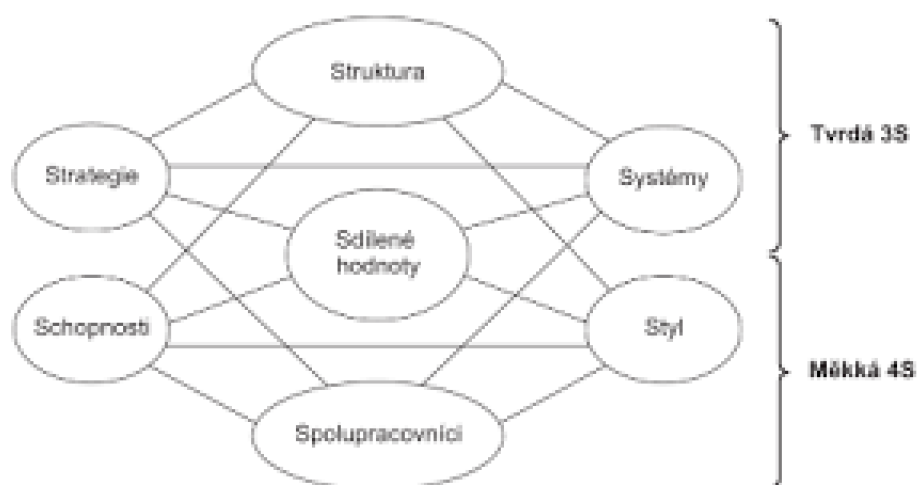 Struktura
Tvrdá 3S
Strategie
Systémy
Sdílené
hodnoty
Schopnosti
Styl
Měkká 4S
Spolupracovníci